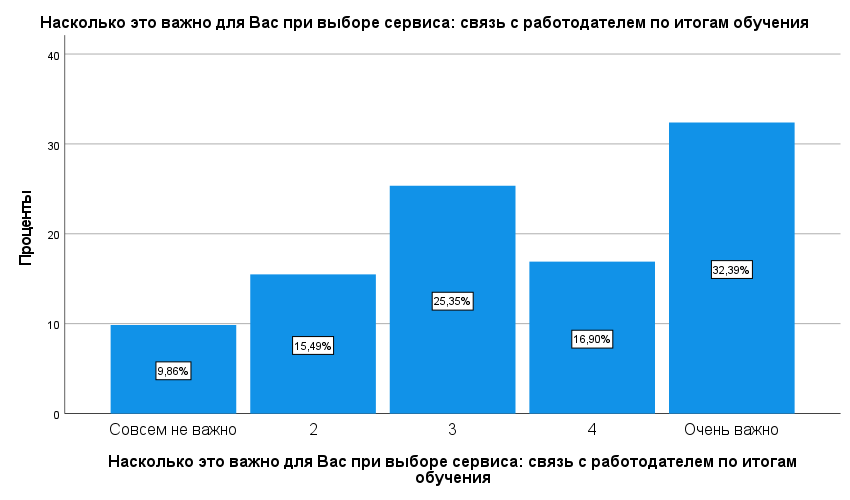 Насколько это важно для Вас при выборе сервиса: связь с работодателем по итогам обучения
40
30
20
10
0
Проценты
9,86%
15,49%
25,35%
16,90%
32,39%
Совсем не важно
2
3
4
Очень важно
Насколько это важно для Вас при выборе сервиса: связь с работодателем по итогам
обучения